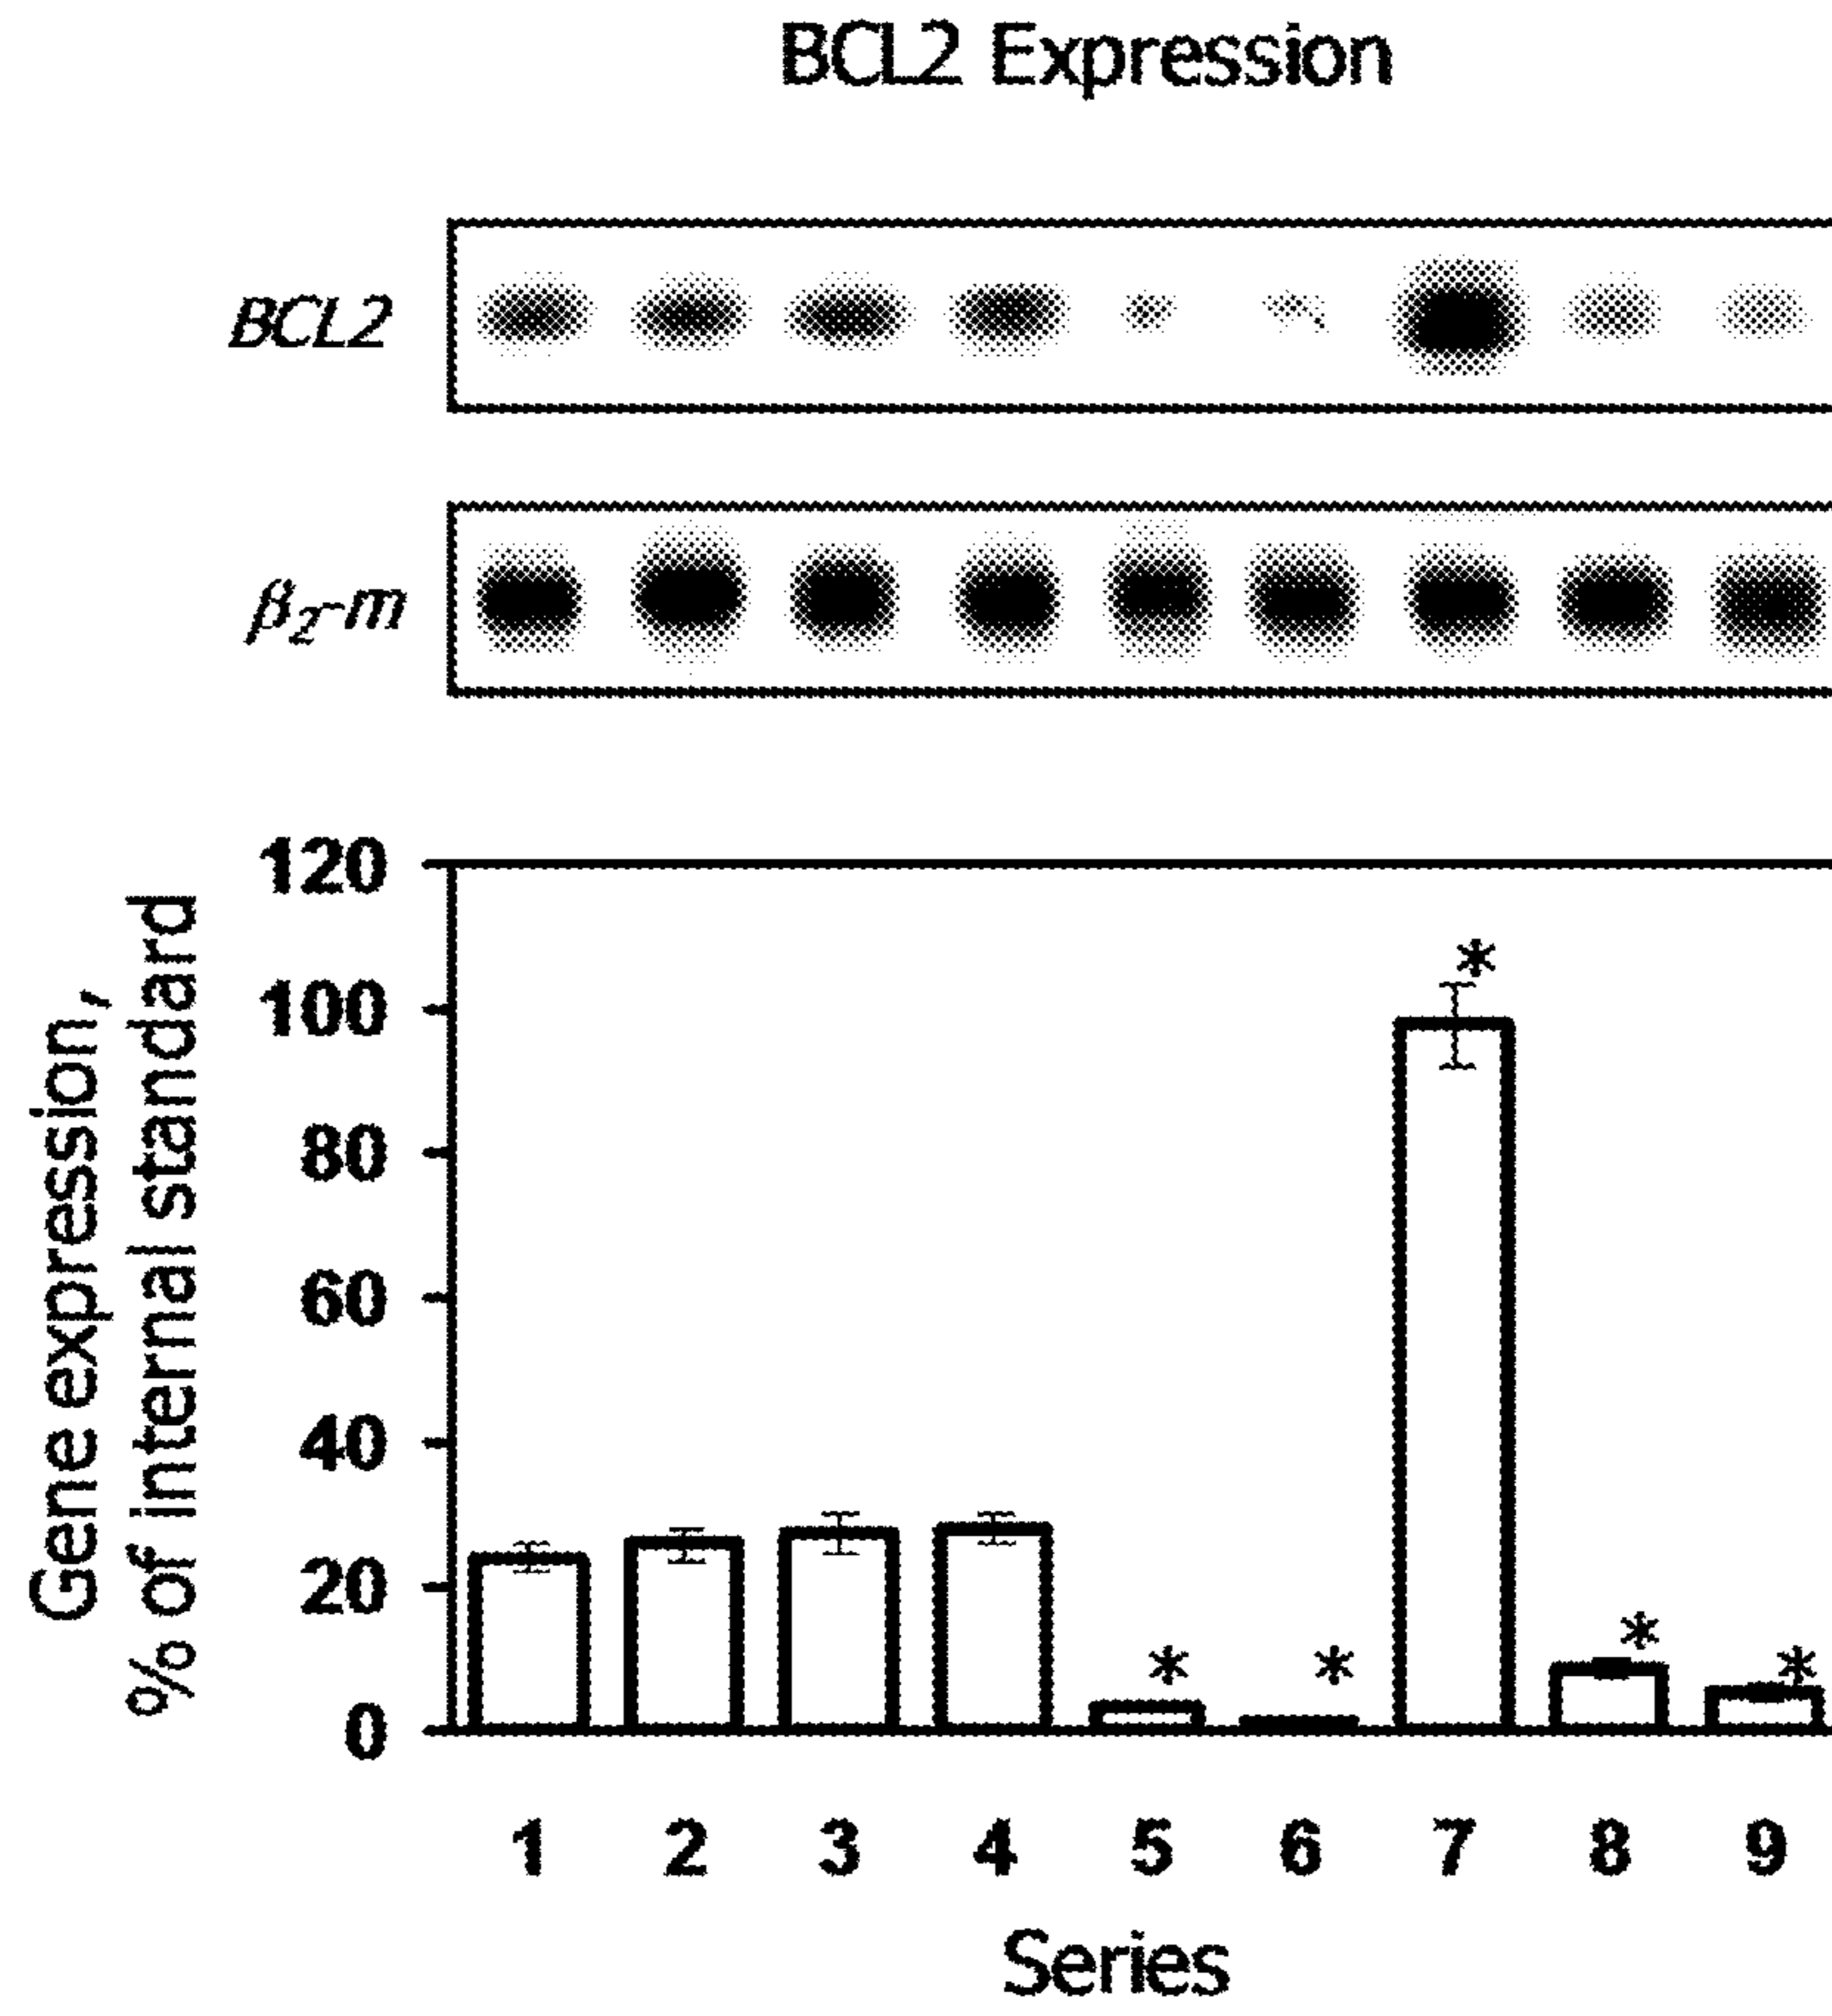 BCL2 Expression
BCL2
β₂-m
Gene expression,
% of internal standard
120
100
80
60
40
20
0
*
*
*
*
*
1 2 3 4 5 6 7 8 9
Series